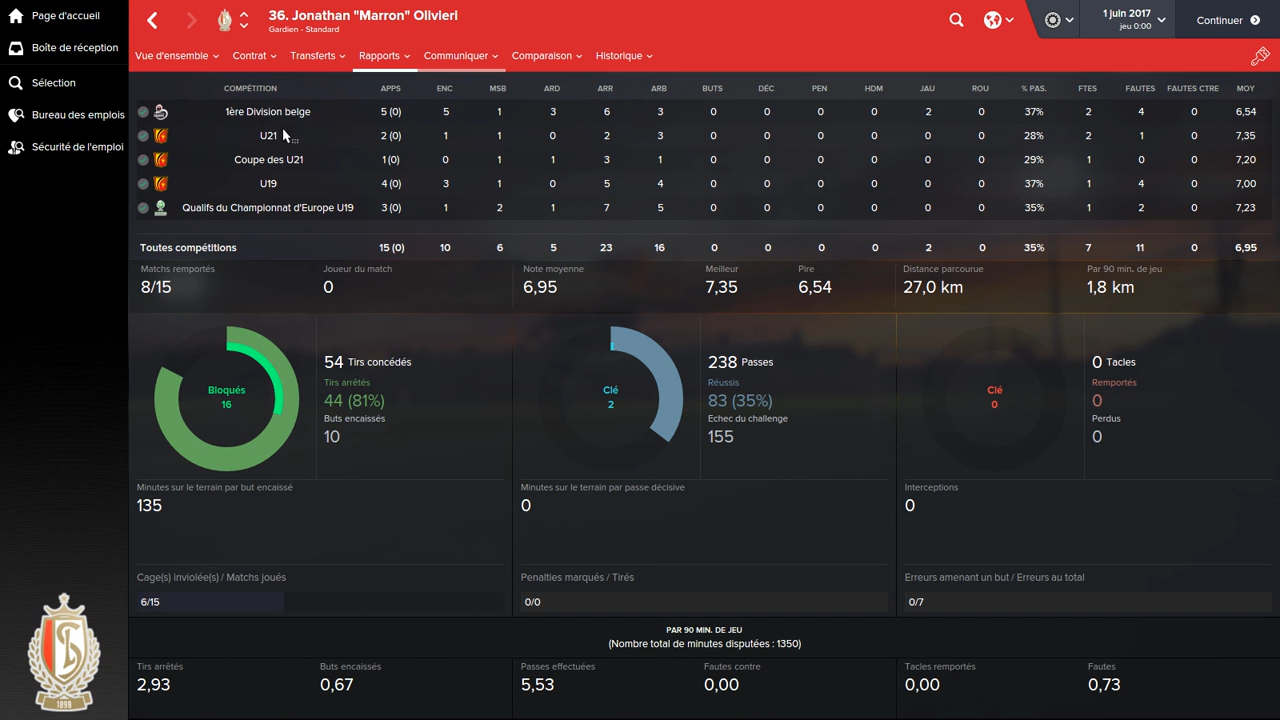 Page d'accueil
Boîte de réception
Sélection
Bureau des emplois
Sécurité de l'emploi
36. Jonathan "Marron" Olivieri
Gardien - Standard
1 juin 2017
jeu 0:00
Continuer
Vue d'ensemble Contrat Transferts Rapports Communiquer Comparaison Historique
COMPÉTITION APPS ENC MSB ARD ARR ARB BUTS DÉC PEN HDM JAU ROU % PAS. FTES FAUTES FAUTES CTRE MOY
1ère Division belge 5 (0) 5 1 3 6 3 0 0 0 0 2 0 37% 2 4 0 6,54
U21 2 (0) 1 1 0 2 3 0 0 0 0 0 0 28% 2 1 0 7,35
Coupe des U21 1 (0) 0 1 1 3 1 0 0 0 0 0 0 29% 1 0 0 7,20
U19 4 (0) 3 1 0 5 4 0 0 0 0 0 0 37% 1 4 0 7,00
Qualifs du Championnat d'Europe U19 3 (0) 1 2 1 7 5 0 0 0 0 0 0 35% 1 2 0 7,23
Toutes compétitions 15 (0) 10 6 5 23 16 0 0 0 0 2 0 35% 7 11 0 6,95
Matchs remportés Joueur du match Note moyenne Meilleur Pire Distance parcourue Par 90 min. de jeu
8/15 0 6,95 7,35 6,54 27,0 km 1,8 km
Bloqués
16
54 Tirs concédés
Tirs arrêtés
44 (81%)
Buts encaissés
10
Clé
2
238 Passes
Réussis
83 (35%)
Echec du challenge
155
Clé
0
0 Tacles
Remportés
0
Perdus
0
Minutes sur le terrain par but encaissé
135
Minutes sur le terrain par passe décisive
0
Interceptions
0
Cage(s) inviolée(s) / Matchs joués
6/15
Penalties marqués / Tirés
0/0
Erreurs amenant un but / Erreurs au total
0/7
PAR 90 MIN. DE JEU
(Nombre total de minutes disputées : 1350)
Tirs arrêtés Buts encaissés Passes effectuées Fautes contre Tacles remportés Fautes
2,93 0,67 5,53 0,00 0,00 0,73
1898